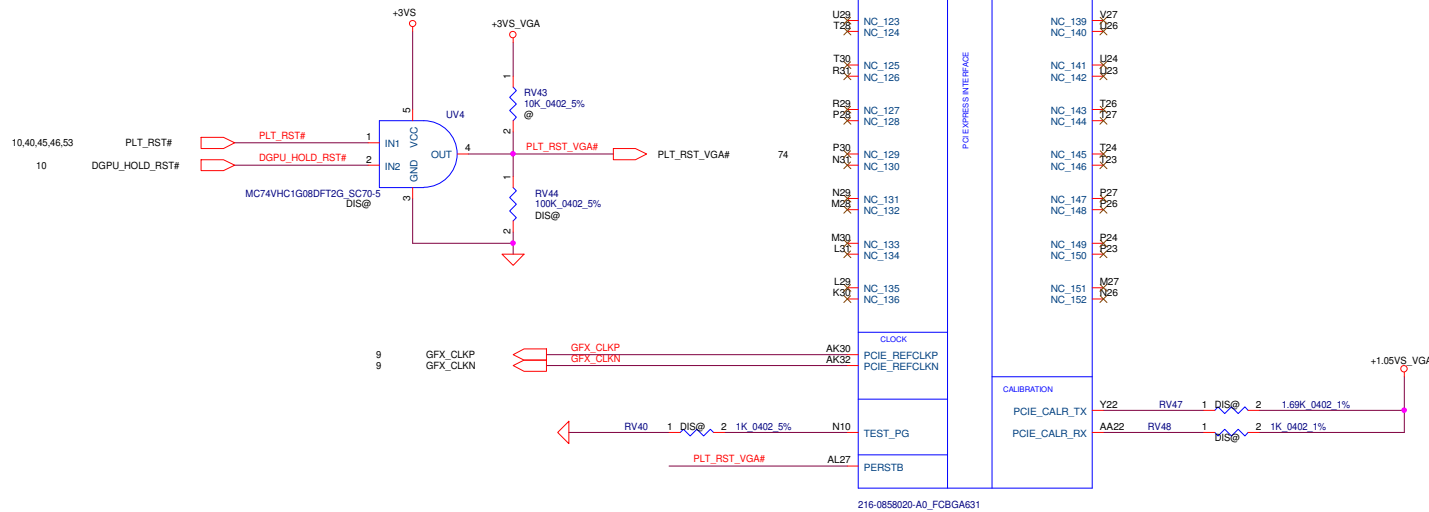 +3VS
+3VS_VGA
1
RV43
10K_0402_5%
@
2
5
UV4
10,40,45,46,53 PLT_RST# PLT_RST# 1 IN1 VCC
OUT 4 PLT_RST_VGA# PLT_RST_VGA# 74
10 DGPU_HOLD_RST# DGPU_HOLD_RST# 2 IN2 GND
MC74VHC1G08DFT2G_SC70-5
DIS@
3
1
RV44
100K_0402_5%
DIS@
2
U29 NC_123
T28 NC_124
T30 NC_125
R31 NC_126
R29 NC_127
P28 NC_128
P30 NC_129
N31 NC_130
N29 NC_131
M28 NC_132
M30 NC_133
L31 NC_134
L29 NC_135
K30 NC_136
PCI EXPRESS INTERFACE
NC_139 V27
NC_140 U26
NC_141 U24
NC_142 U23
NC_143 T26
NC_144 T27
NC_145 T24
NC_146 T23
NC_147 P27
NC_148 P26
NC_149 P24
NC_150 P23
NC_151 M27
NC_152 N26
CLOCK
9 GFX_CLKP GFX_CLKP AK30 PCIE_REFCLKP
9 GFX_CLKN GFX_CLKN AK32 PCIE_REFCLKN
RV40 1 DIS@ 2 1K_0402_5% N10 TEST_PG
PLT_RST_VGA# AL27 PERSTB
CALIBRATION
+1.05VS_VGA
PCIE_CALR_TX Y22 RV47 1 DIS@ 2 1.69K_0402_1%
PCIE_CALR_RX AA22 RV48 1 DIS@ 2 1K_0402_1%
216-0858020-A0_FCBGA631